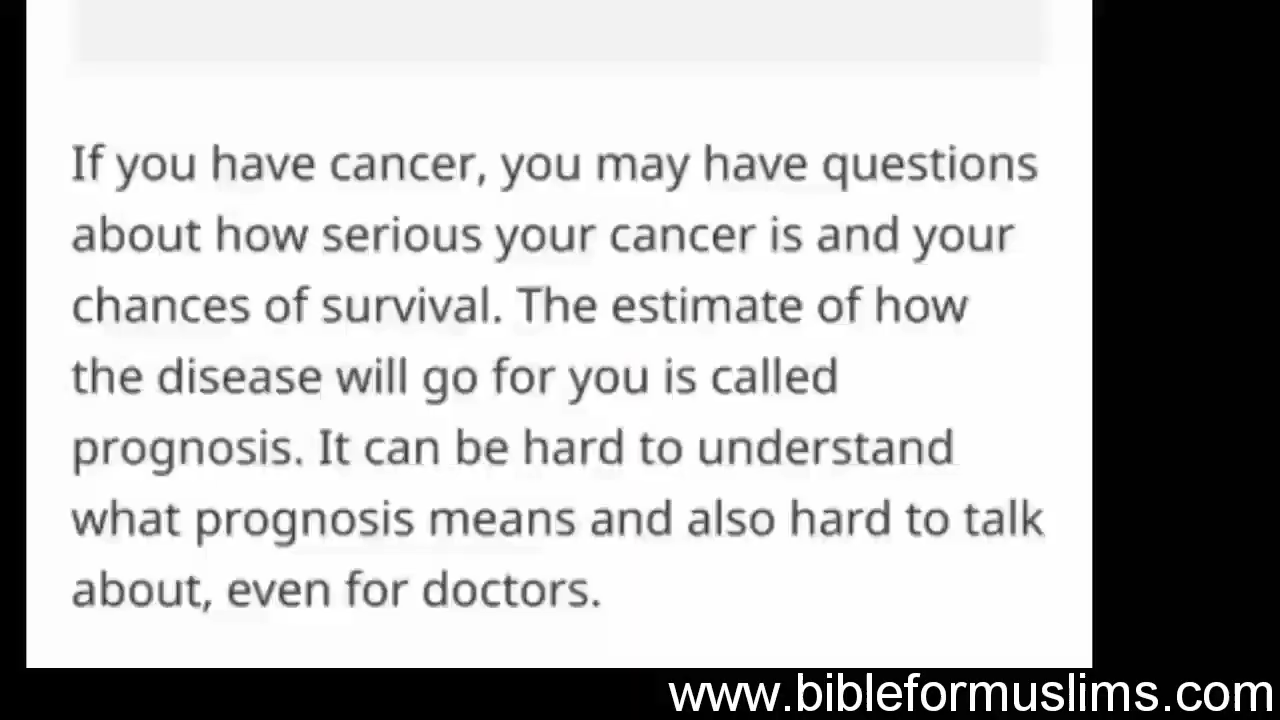 If you have cancer, you may have questions
about how serious your cancer is and your
chances of survival. The estimate of how
the disease will go for you is called
prognosis. It can be hard to understand
what prognosis means and also hard to talk
about, even for doctors.
www.bibleformuslims.com